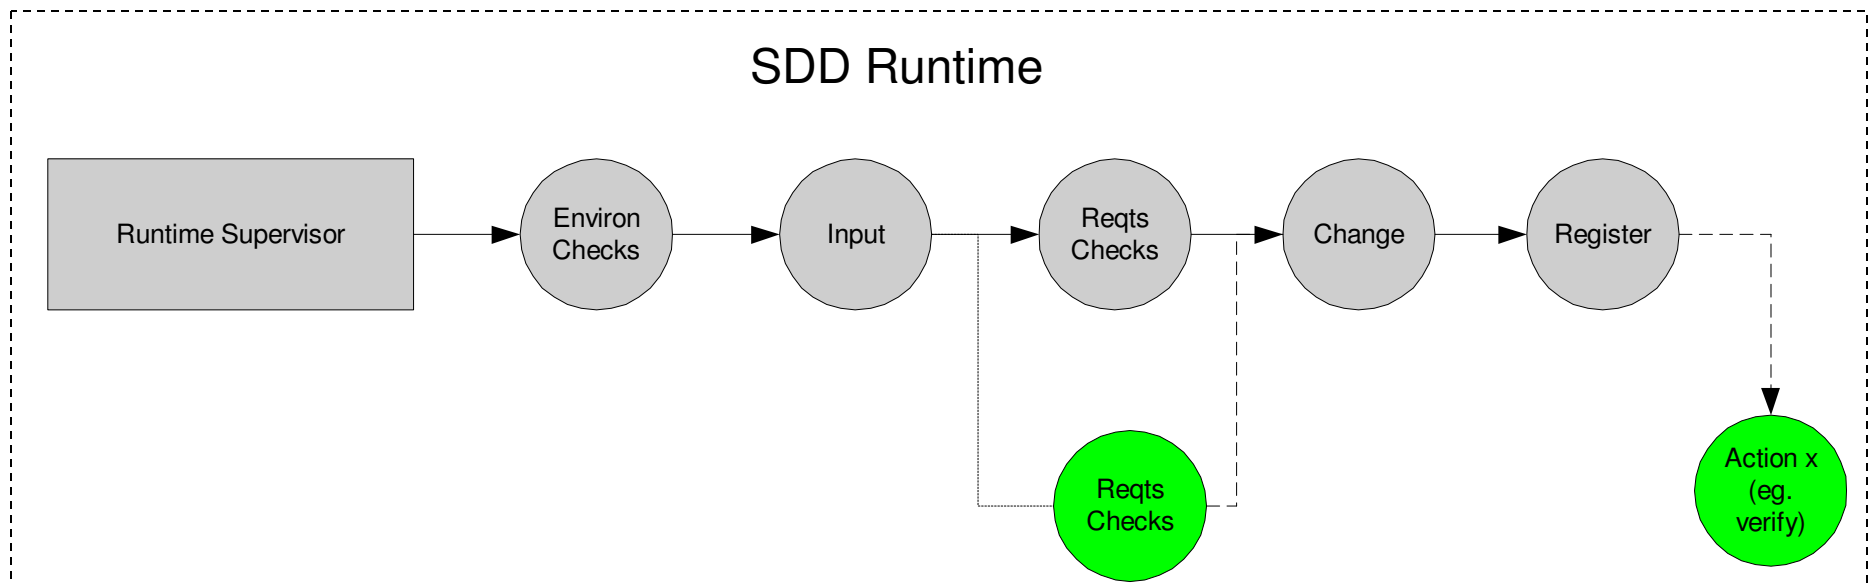 SDD Runtime
Runtime Supervisor
Environ
Checks
Input
Reqts
Checks
Change
Register
Reqts
Checks
Action x
(eg.
verify)